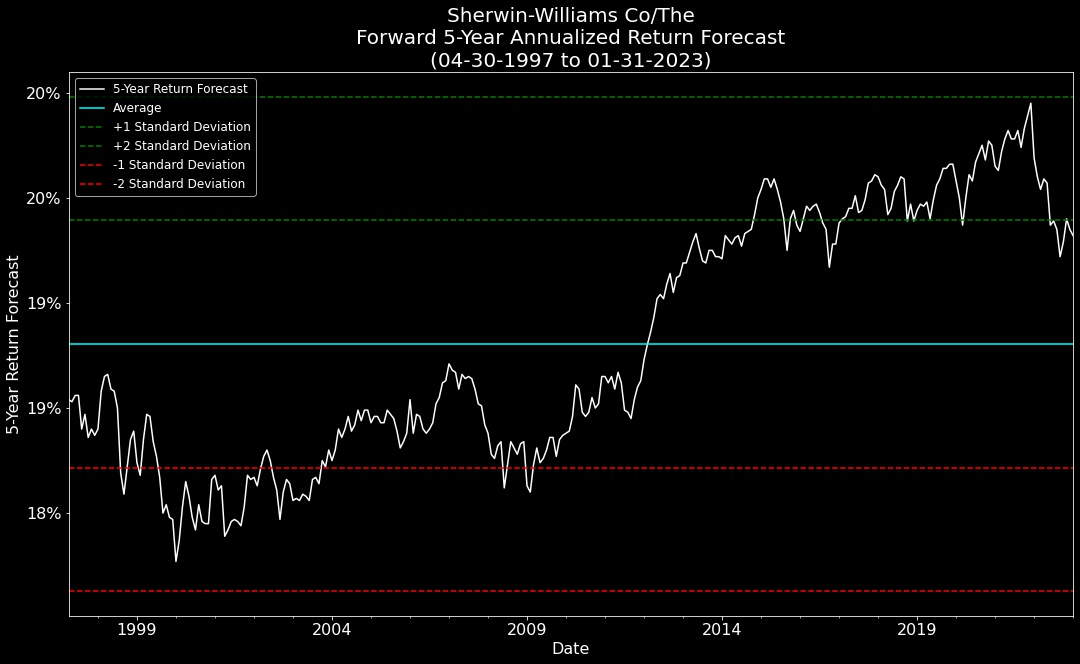 Sherwin-Williams Co/The
Forward 5-Year Annualized Return Forecast
(04-30-1997 to 01-31-2023)
5-Year Return Forecast
Average
+1 Standard Deviation
+2 Standard Deviation
-1 Standard Deviation
-2 Standard Deviation
20%
20%
19%
19%
18%
5-Year Return Forecast
1999
2004
2009
2014
2019
Date